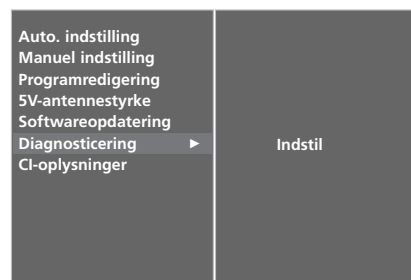 Auto. indstilling
Manuel indstilling
Programredigering
5V-antennestyrke
Softwareopdatering
Diagnosticering ►
Indstil
CI-oplysninger